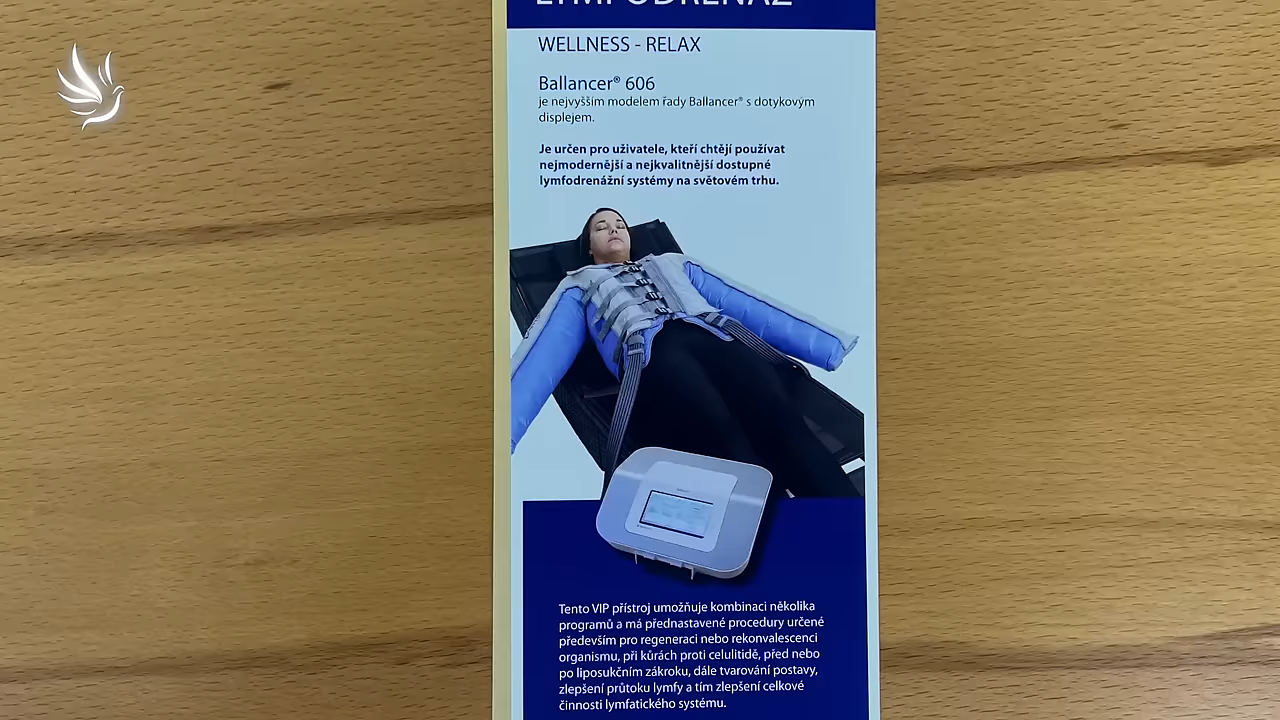 LYMFODRENÁŽ
WELLNESS - RELAX
Ballancer® 606
je nejvyšším modelem řady Ballancer® s dotykovým
displejem.
Je určen pro uživatele, kteří chtějí používat
nejmodernější a nejkvalitnější dostupné
lymfodrenážní systémy na světovém trhu.
Tento VIP přístroj umožňuje kombinaci několika
programů a má přednastavené procedury určené
především pro regeneraci nebo rekonvalescenci
organismu, při kůrách proti celulitidě, před nebo
po liposukčním zákroku, dále tvarování postavy,
zlepšení průtoku lymfy a tím zlepšení celkové
činnosti lymfatického systému.